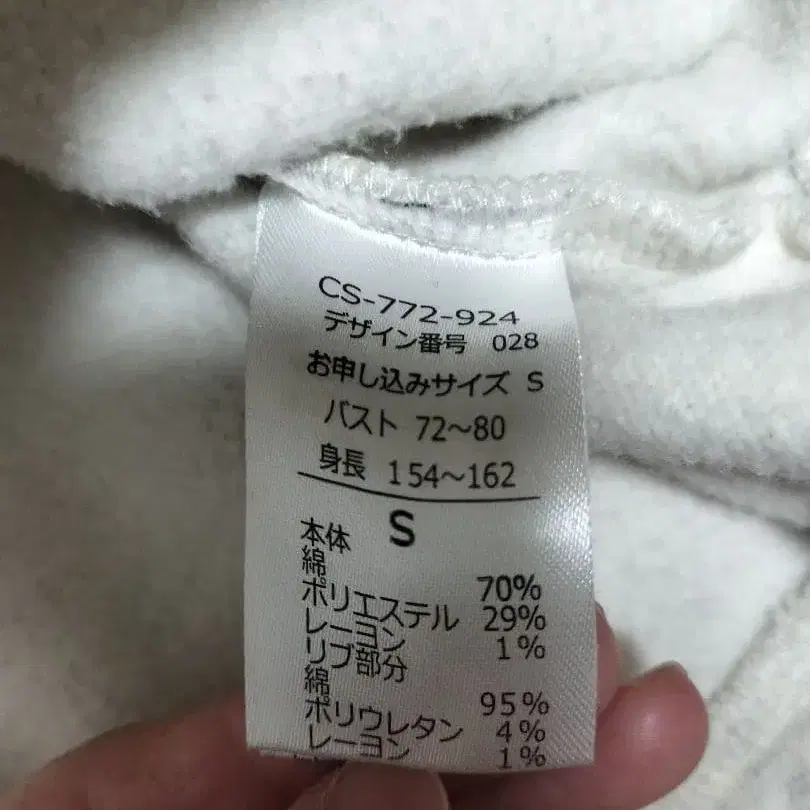 CS-772-924
デザイン番号 028
お申し込みサイズ S
バスト 72～80
身長 154～162
S
本体
綿 70%
ポリエステル 29%
レーヨン 1%
リブ部分
綿 95%
ポリウレタン 4%
レーヨン 1%